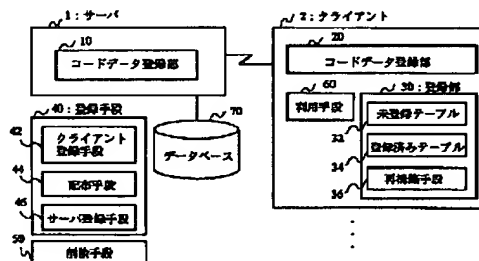 1:サーバ
10
コードデータ登録部
2:クライアント
20
コードデータ登録部
60
利用手段
30:登録部
未登録テーブル
32
登録済みテーブル
34
再構築手段
36
40:登録手段
42
クライアント
登録手段
44
配布手段
46
サーバ登録手段
50
削除手段
70
データベース